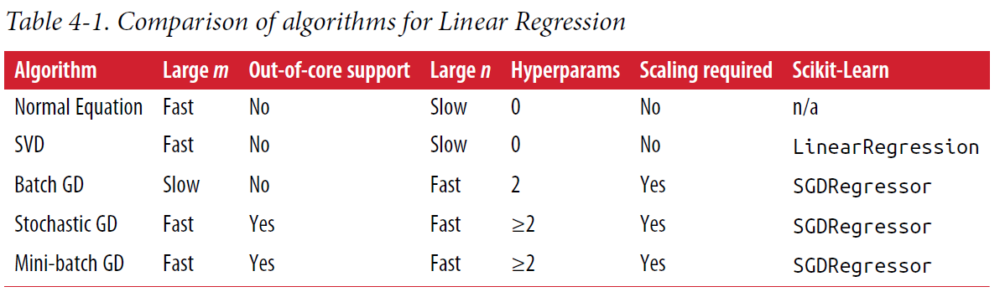 Table 4-1. Comparison of algorithms for Linear Regression
Algorithm Large m Out-of-core support Large n Hyperparams Scaling required Scikit-Learn
Normal Equation Fast No Slow 0 No n/a
SVD Fast No Slow 0 No LinearRegression
Batch GD Slow No Fast 2 Yes SGDRegressor
Stochastic GD Fast Yes Fast ≥2 Yes SGDRegressor
Mini-batch GD Fast Yes Fast ≥2 Yes SGDRegressor